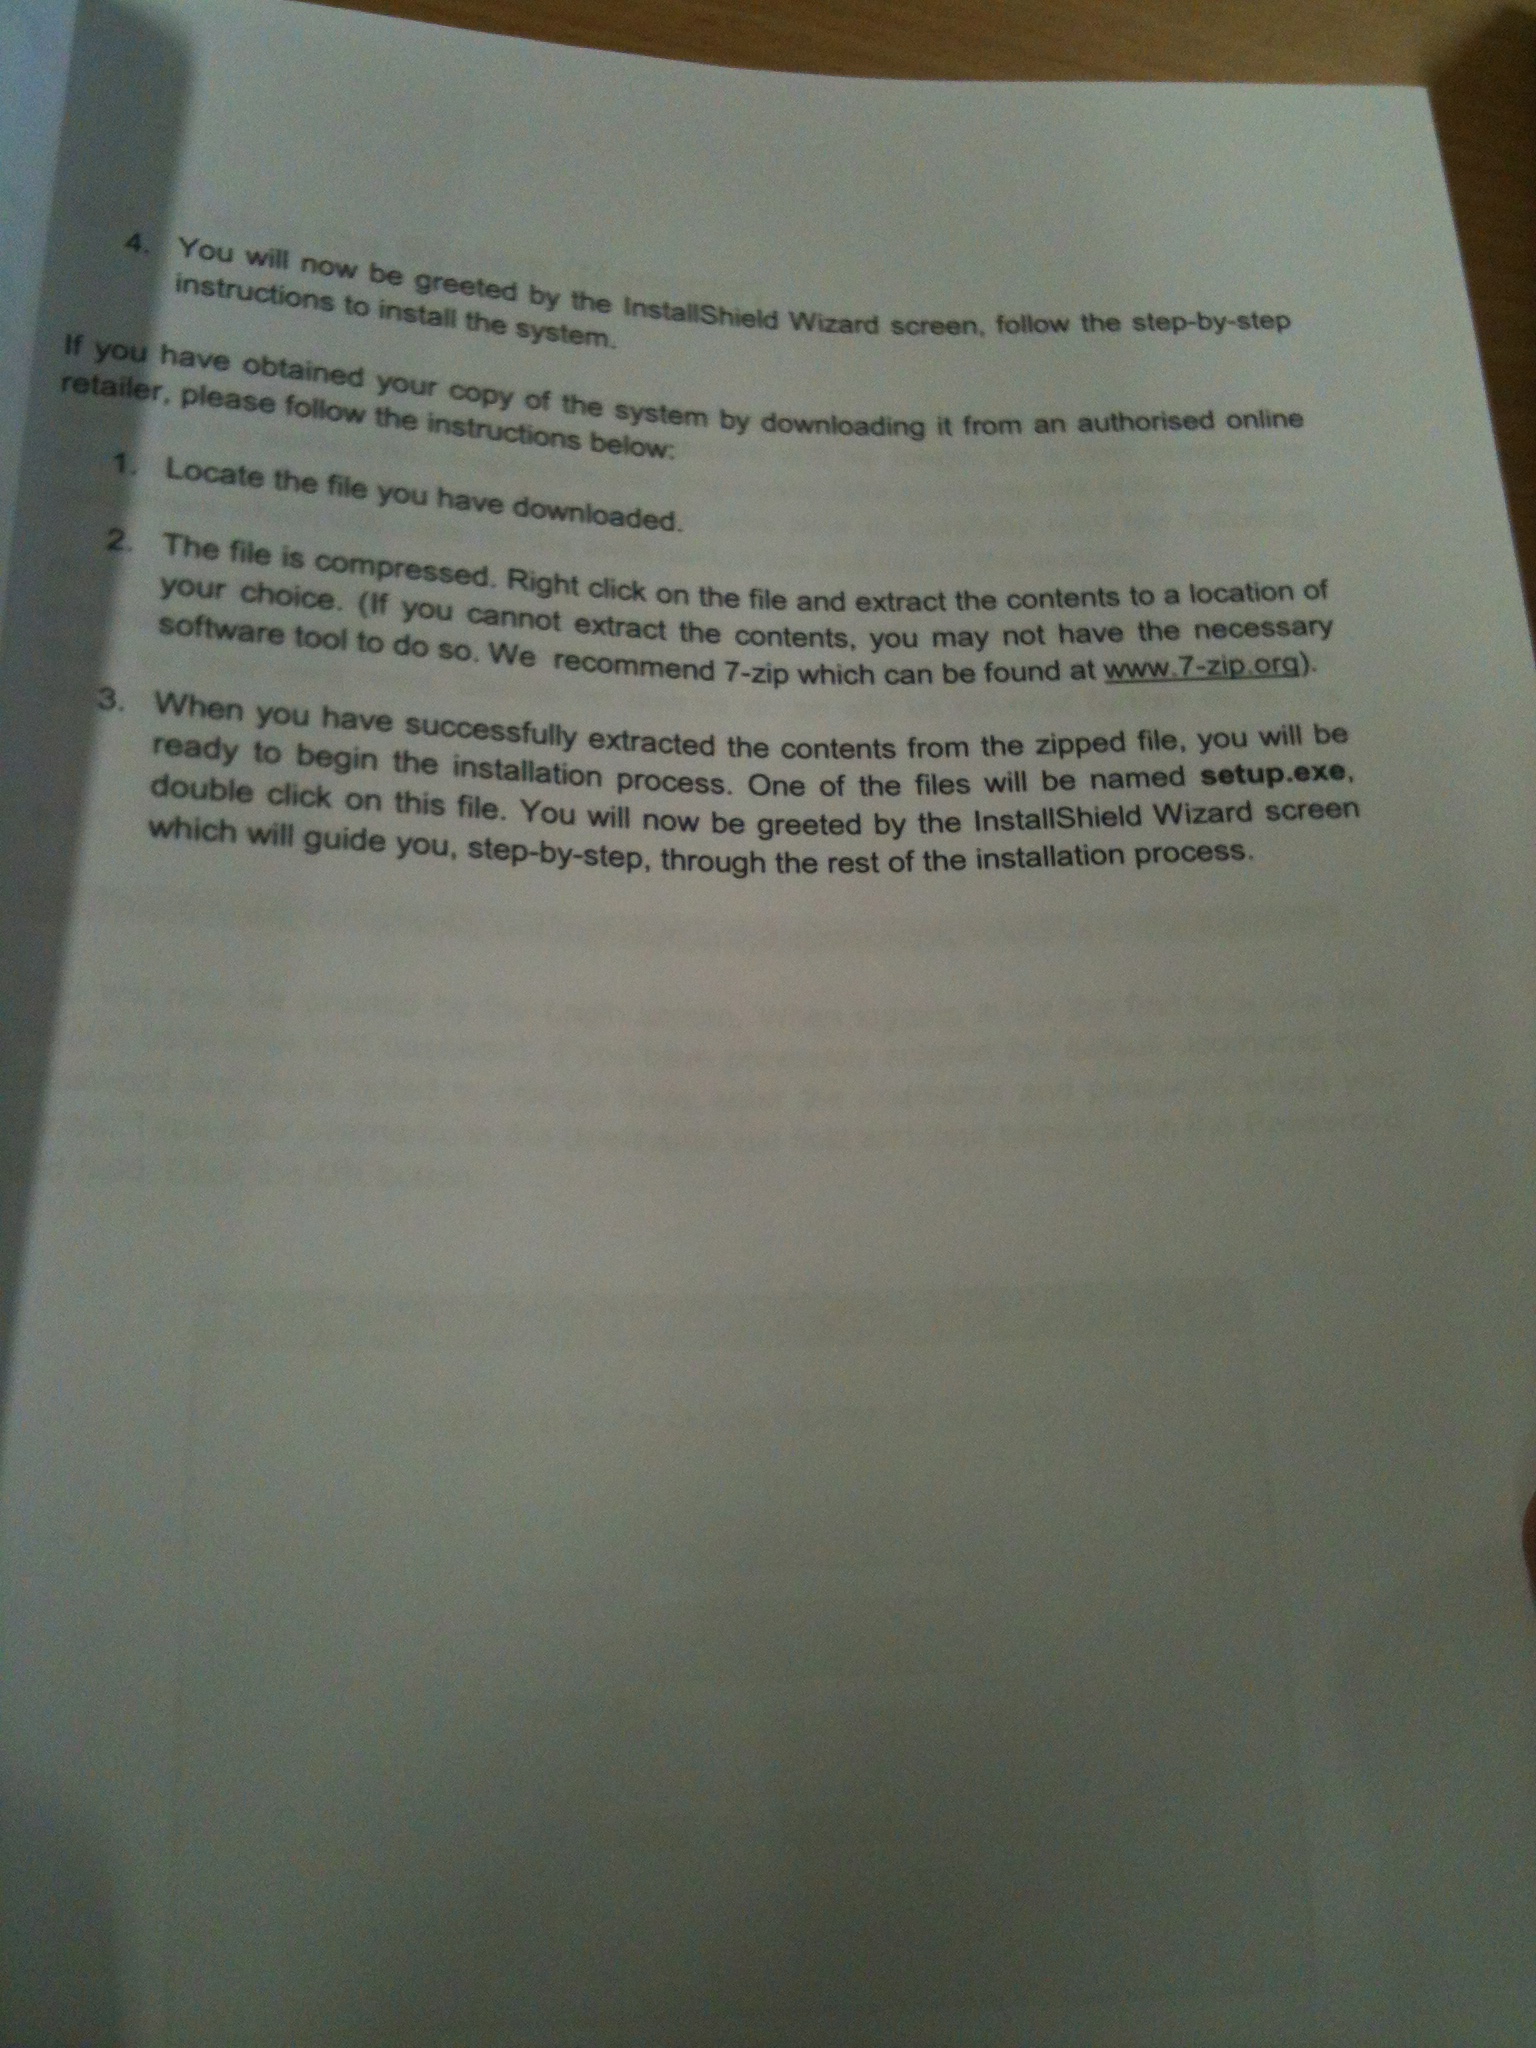 4. You will now be greeted by the InstallShield Wizard screen, follow the step-by-step
instructions to install the system.
If you have obtained your copy of the system by downloading it from an authorised online
retailer, please follow the instructions below:
1. Locate the file you have downloaded.
2. The file is compressed. Right click on the file and extract the contents to a location of
your choice. (If you cannot extract the contents, you may not have the necessary
software tool to do so. We recommend 7-zip which can be found at www.7-zip.org).
3. When you have successfully extracted the contents from the zipped file, you will be
ready to begin the installation process. One of the files will be named setup.exe,
double click on this file. You will now be greeted by the InstallShield Wizard screen
which will guide you, step-by-step, through the rest of the installation process.